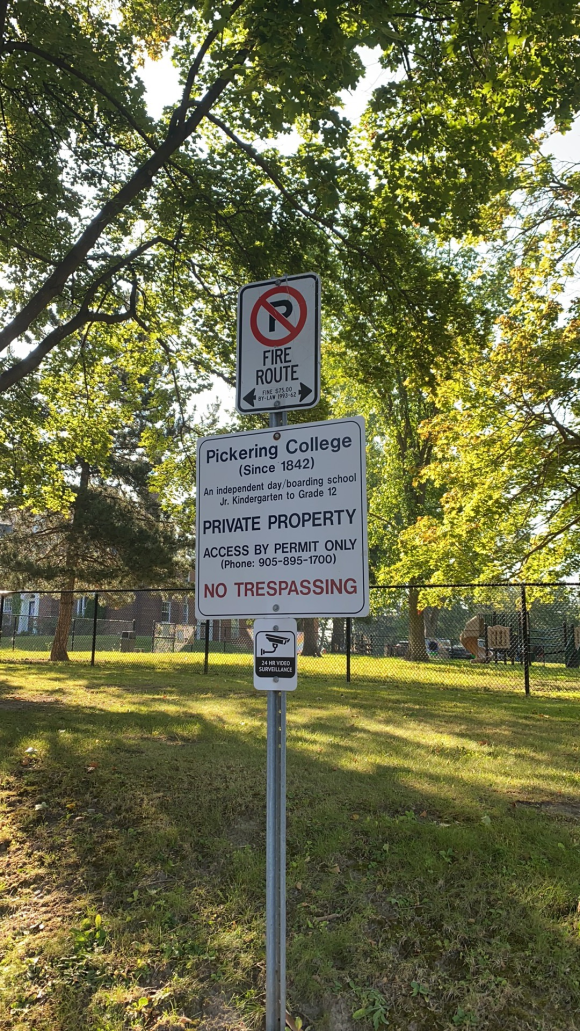 P
FIRE
ROUTE
FINE $75.00
BY-LAW 1993-62
Pickering College
(Since 1842)
An independent day/boarding school
Jr. Kindergarten to Grade 12
PRIVATE PROPERTY
ACCESS BY PERMIT ONLY
(Phone: 905-895-1700)
NO TRESPASSING
24 HR VIDEO
SURVEILLANCE